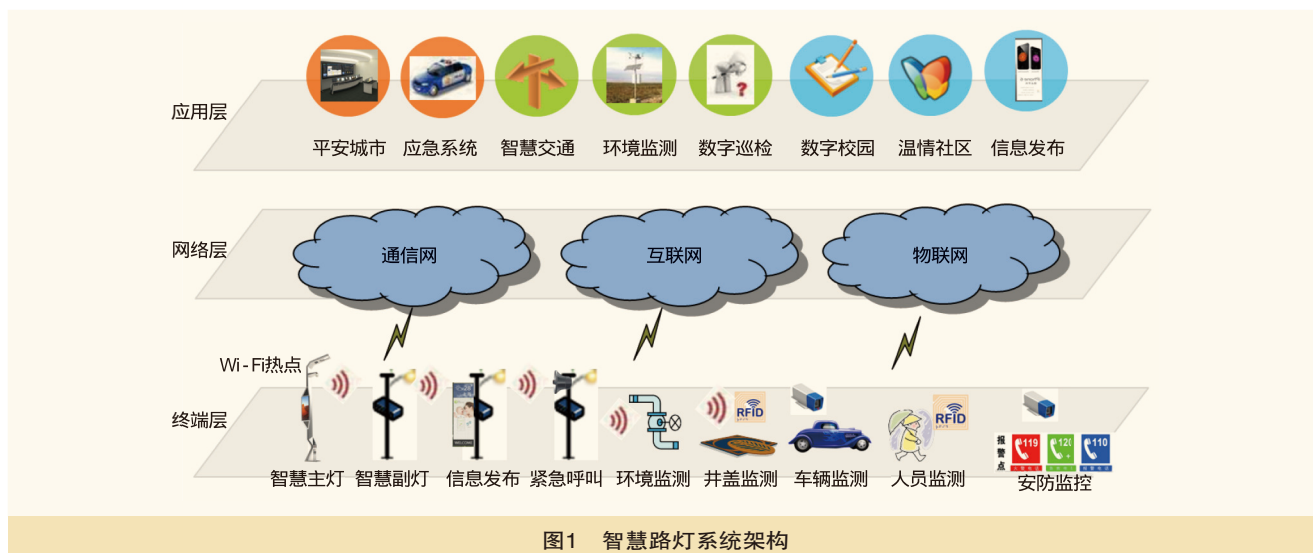 应用层
平安城市 应急系统 智慧交通 环境监测 数字巡检 数字校园 温情社区 信息发布
?
网络层
通信网 互联网 物联网
Wi-Fi热点
终端层
RFID RFID
报警点 119 120 110
智慧主灯 智慧副灯 信息发布 紧急呼叫 环境监测 井盖监测 车辆监测 人员监测 安防监控
图1 智慧路灯系统架构